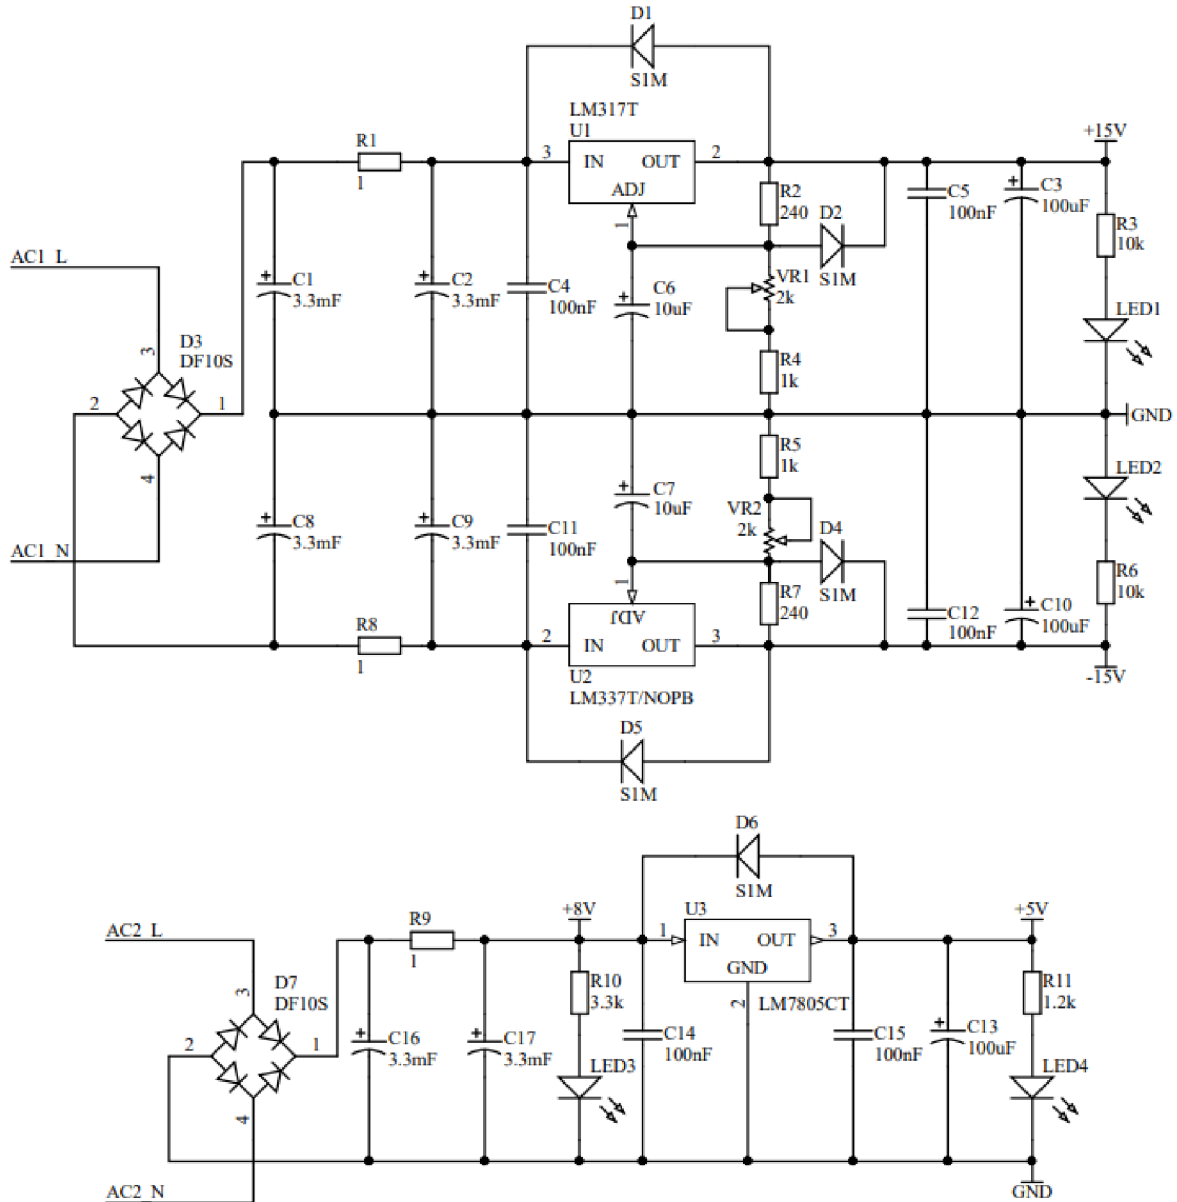 D1
S1M
LM317T
U1
+15V
R1
1
3
IN
OUT
2
ADJ
1
R2
240
D2
S1M
C5
100nF
C3
100uF
R3
10k
AC1_L
C1
3.3mF
C2
3.3mF
C4
100nF
C6
10uF
VR1
2k
LED1
D3
DF10S
3
2
1
4
R4
1k
GND
R5
1k
LED2
C7
10uF
VR2
2k
D4
S1M
C8
3.3mF
C9
3.3mF
C11
100nF
AC1_N
1
R7
240
R6
10k
C12
100nF
C10
100uF
R8
1
2
ADJ
IN
OUT
3
U2
LM337T/NOPB
-15V
D5
S1M
D6
S1M
+8V
U3
+5V
AC2_L
R9
1
1
IN
OUT
3
GND
2
LM7805CT
D7
DF10S
3
2
1
4
R10
3.3k
R11
1.2k
C16
3.3mF
C17
3.3mF
C14
100nF
C15
100nF
C13
100uF
LED3
LED4
AC2_N
GND